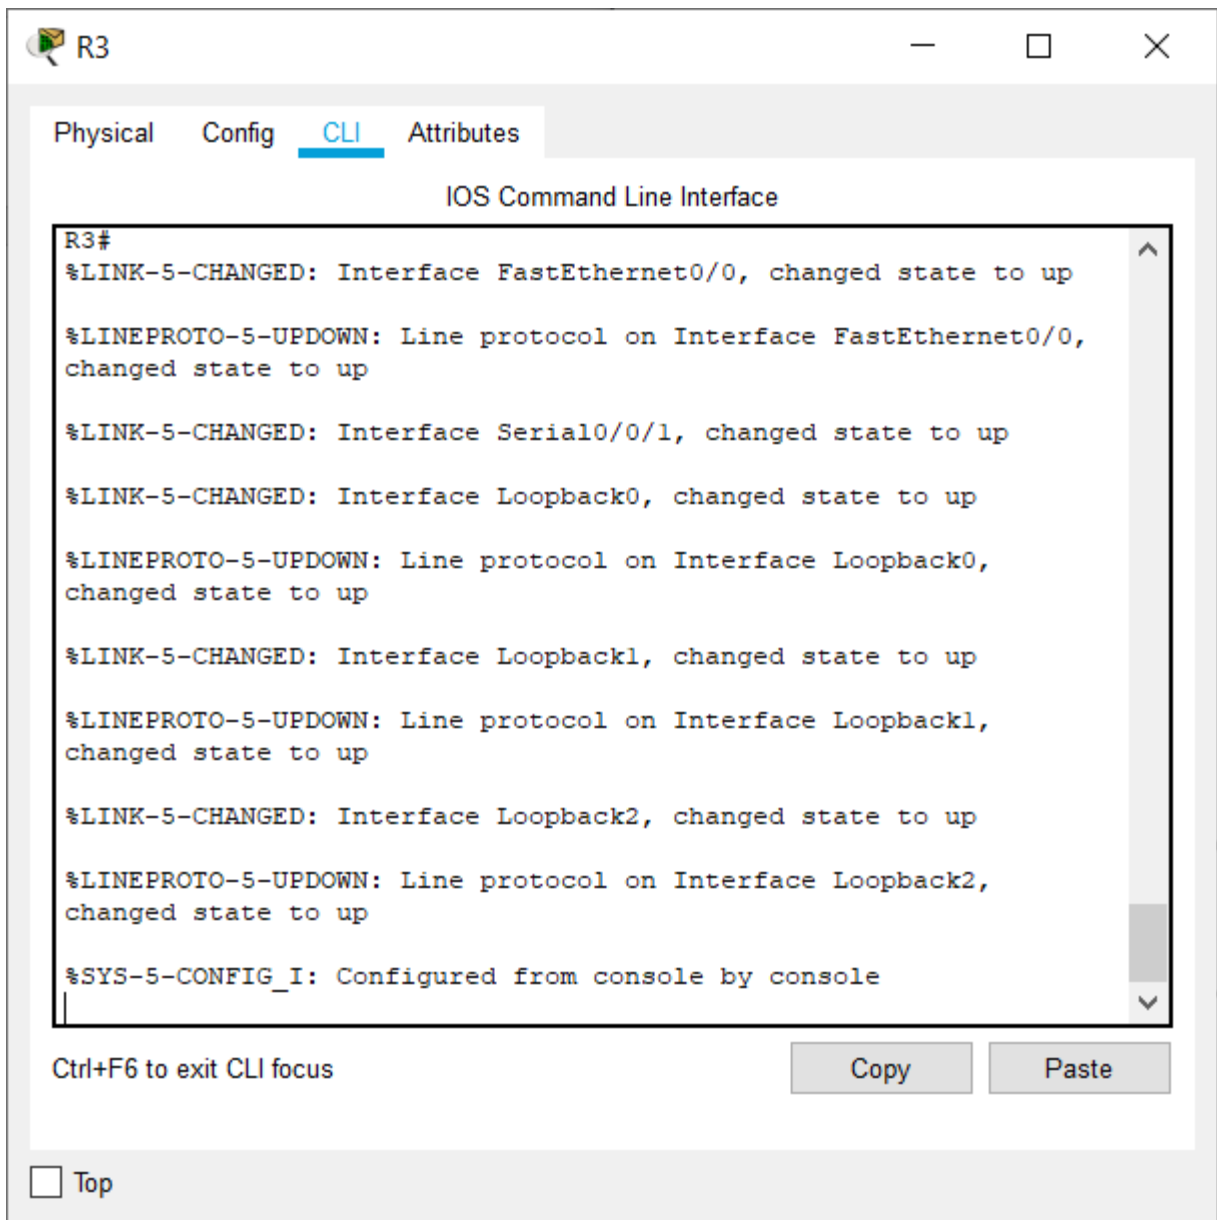 R3
Physical Config CLI Attributes
IOS Command Line Interface
R3#
%LINK-5-CHANGED: Interface FastEthernet0/0, changed state to up
%LINEPROTO-5-UPDOWN: Line protocol on Interface FastEthernet0/0,
changed state to up
%LINK-5-CHANGED: Interface Serial0/0/1, changed state to up
%LINK-5-CHANGED: Interface Loopback0, changed state to up
%LINEPROTO-5-UPDOWN: Line protocol on Interface Loopback0,
changed state to up
%LINK-5-CHANGED: Interface Loopback1, changed state to up
%LINEPROTO-5-UPDOWN: Line protocol on Interface Loopback1,
changed state to up
%LINK-5-CHANGED: Interface Loopback2, changed state to up
%LINEPROTO-5-UPDOWN: Line protocol on Interface Loopback2,
changed state to up
%SYS-5-CONFIG_I: Configured from console by console
Ctrl+F6 to exit CLI focus Copy Paste
Top